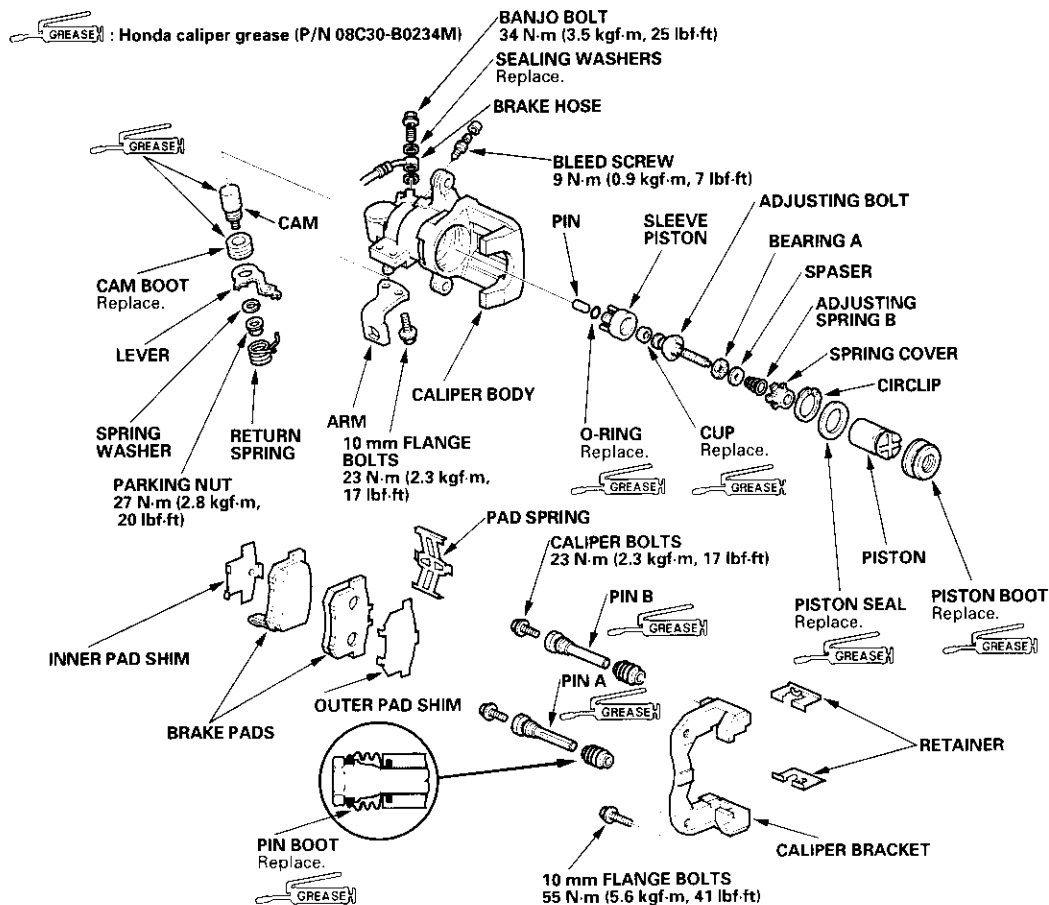 GREASE : Honda caliper grease (P/N 08C30-B0234M)
BANJO BOLT
34 N·m (3.5 kgf·m, 25 lbf·ft)
SEALING WASHERS
Replace.
BRAKE HOSE
BLEED SCREW
9 N·m (0.9 kgf·m, 7 lbf·ft)
GREASE
CAM
CAM BOOT
Replace.
LEVER
SPRING
WASHER
RETURN
SPRING
PARKING NUT
27 N·m (2.8 kgf·m,
20 lbf·ft)
ARM
10 mm FLANGE
BOLTS
23 N·m (2.3 kgf·m,
17 lbf·ft)
CALIPER BODY
PIN
SLEEVE
PISTON
ADJUSTING BOLT
BEARING A
SPASER
ADJUSTING
SPRING B
SPRING COVER
CIRCLIP
O-RING
Replace.
GREASE
CUP
Replace.
GREASE
PISTON
PISTON SEAL
Replace.
GREASE
PISTON BOOT
Replace.
GREASE
PAD SPRING
CALIPER BOLTS
23 N·m (2.3 kgf·m, 17 lbf·ft)
PIN B
GREASE
PIN A
GREASE
INNER PAD SHIM
BRAKE PADS
OUTER PAD SHIM
RETAINER
PIN BOOT
Replace.
GREASE
CALIPER BRACKET
10 mm FLANGE BOLTS
55 N·m (5.6 kgf·m, 41 lbf·ft)